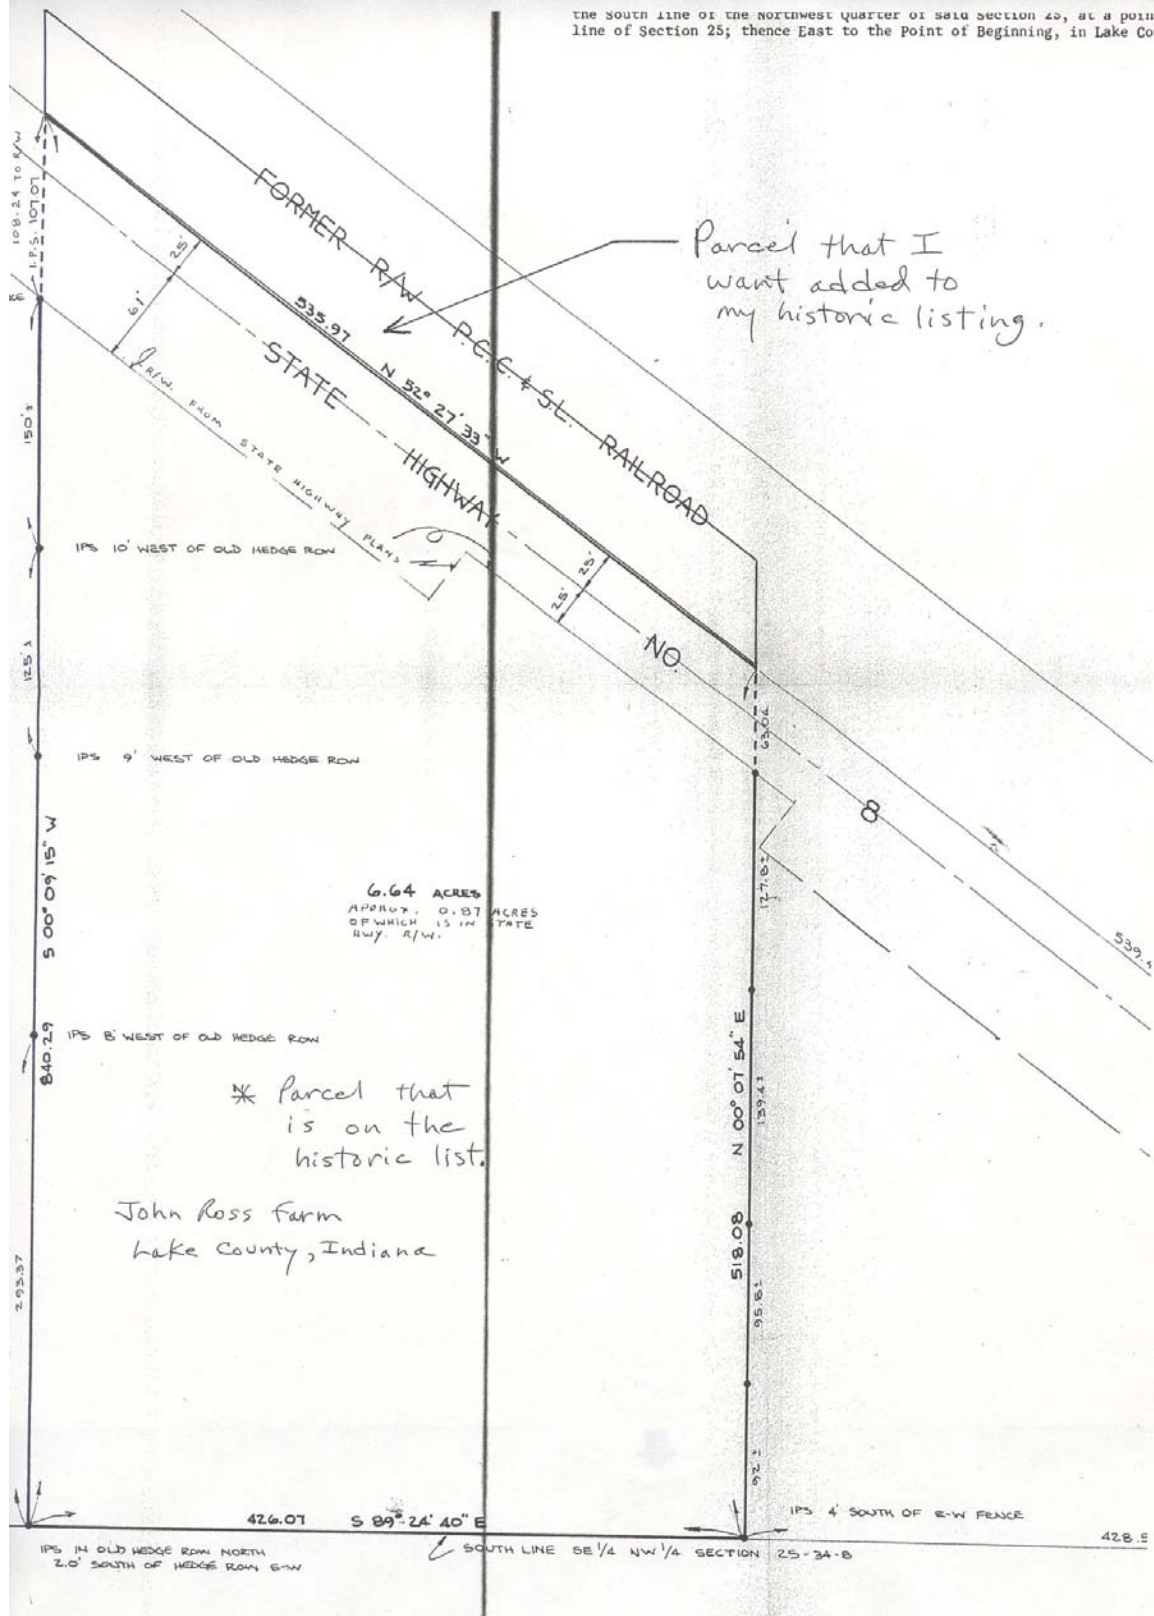 the South line of the Northwest Quarter of said Section 25, at a poin
line of Section 25; thence East to the Point of Beginning, in Lake Co
108.24 TO R/W
I.P.S. 107.07
FORMER R/W P.C.C. & S.L. RAILROAD
Parcel that I
want added to
my historic listing.
25'
61'
535.97
N 52° 27' 33" W
STATE HIGHWAY NO. 8
R/W. FROM STATE HIGHWAY PLANS
150'±
IPS 10' WEST OF OLD HEDGE ROW
25'
25'
125'±
63.02
IPS 9' WEST OF OLD HEDGE ROW
S 00° 09' 15" W
840.29
127.8±
539.
6.64 ACRES
APPROX. 0.87 ACRES
OF WHICH IS IN STATE
HWY. R/W.
IPS 8' WEST OF OLD HEDGE ROW
N 00° 07' 54" E
518.08
139.4±
* Parcel that
is on the
historic list.
John Ross Farm
Lake County, Indiana
293.37
95.8±
92±
426.07 S 89°-24' 40" E
IPS 4' SOUTH OF E-W FENCE
428.
IPS IN OLD HEDGE ROW NORTH
2.0' SOUTH OF HEDGE ROW E-W
SOUTH LINE SE 1/4 NW 1/4 SECTION 25-34-8